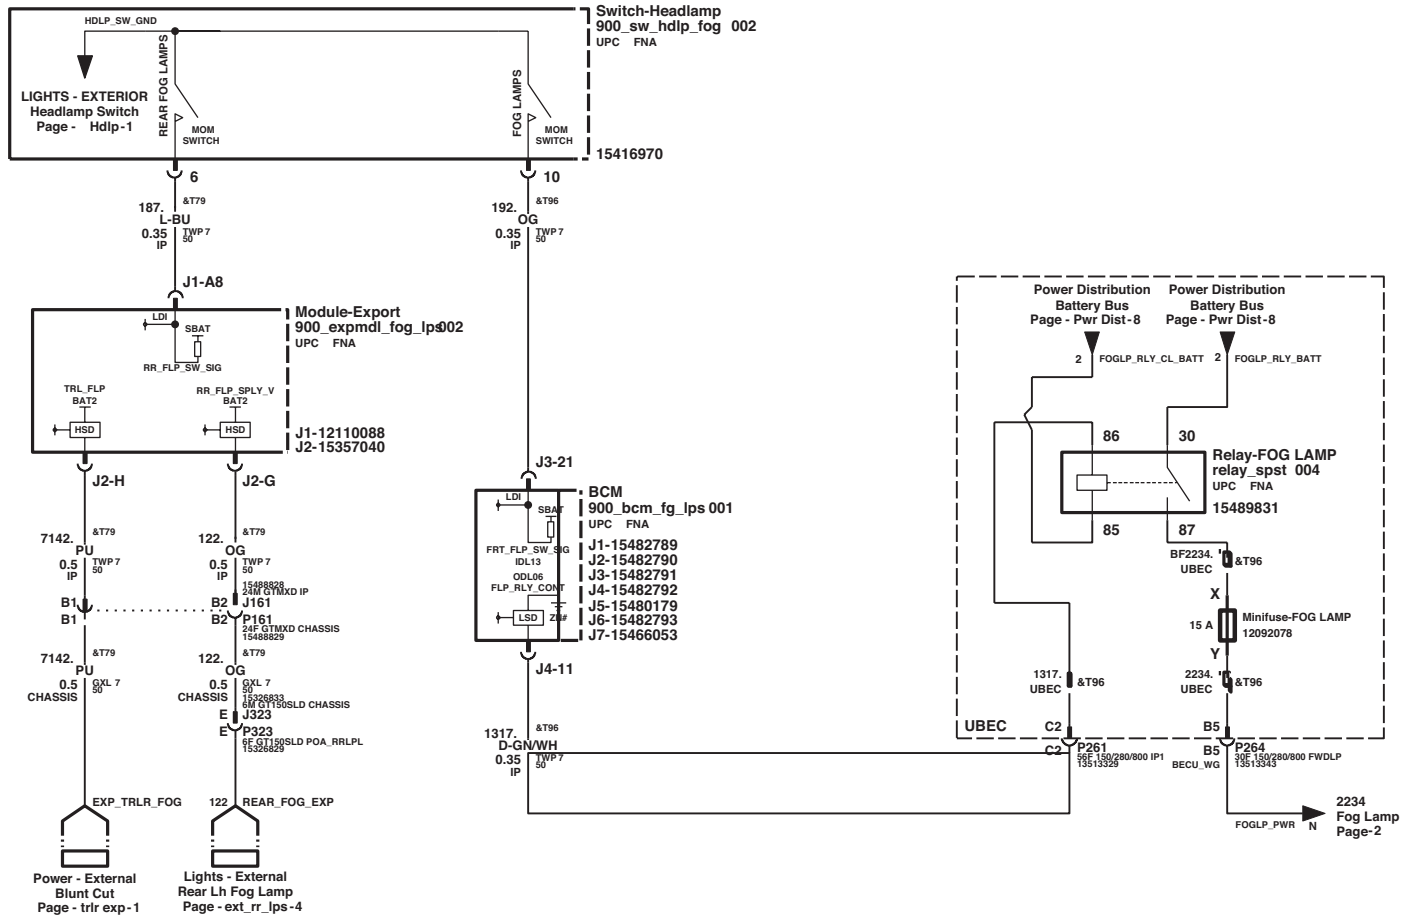 HDLP_SW_GND
LIGHTS - EXTERIOR
Headlamp Switch
Page - Hdlp-1
REAR FOG LAMPS
MOM
SWITCH
FOG LAMPS
MOM
SWITCH
Switch-Headlamp
900_sw_hdlp_fog 002
UPC FNA
15416970
6
187.
&T79
L-BU
0.35
TWP 7
50
IP
J1-A8
10
192.
&T96
OG
0.35
TWP 7
50
IP
LDI
SBAT
RR_FLP_SW_SIG
TRL_FLP
BAT2
HSD
RR_FLP_SPLY_V
BAT2
HSD
Module-Export
900_expmdl_fog_lps002
UPC FNA
J1-12110088
J2-15357040
J2-H
J2-G
7142.
&T79
PU
0.5
TWP 7
50
IP
122.
&T79
OG
0.5
TWP 7
50
IP
15488828
24M GTMXD IP
B1
B2 J161
B1
B2 P161
24F GTMXD CHASSIS
15488829
7142.
&T79
PU
0.5
GXL 7
50
CHASSIS
122.
&T79
OG
0.5
GXL 7
50
CHASSIS
15326833
6M GT150SLD CHASSIS
E J323
E P323
6F GT150SLD POA_RRLPL
15326829
EXP_TRLR_FOG
122 REAR_FOG_EXP
Power - External
Blunt Cut
Page - trlr exp-1
Lights - External
Rear Lh Fog Lamp
Page - ext_rr_lps-4
J3-21
LDI
SBAT
FRT_FLP_SW_SIG
IDL13
ODL06
FLP_RLY_CONT
LSD
ZN#
BCM
900_bcm_fg_lps 001
UPC FNA
J1-15482789
J2-15482790
J3-15482791
J4-15482792
J5-15480179
J6-15482793
J7-15466053
J4-11
1317.
&T96
D-GN/WH
0.35
TWP 7
50
IP
Power Distribution
Battery Bus
Page - Pwr Dist-8
Power Distribution
Battery Bus
Page - Pwr Dist-8
2 FOGLP_RLY_CL_BATT
2 FOGLP_RLY_BATT
86
30
Relay-FOG LAMP
relay_spst 004
UPC FNA
15489831
85
87
BF2234.
UBEC
&T96
X
15 A
Minifuse-FOG LAMP
12092078
Y
1317.
UBEC
&T96
2234.
UBEC
&T96
UBEC
C2
B5
C2 P261
56F 150/280/800 IP1
13513329
B5 P264
30F 150/280/800 FWDLP
BECU_WG 13513343
FOGLP_PWR N
2234
Fog Lamp
Page-2